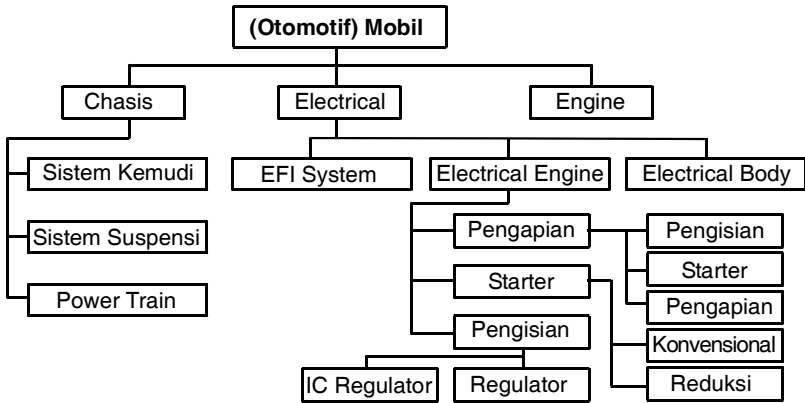 (Otomotif) Mobil
Chasis
Electrical
Engine
Sistem Kemudi
EFI System
Electrical Engine
Electrical Body
Sistem Suspensi
Pengapian
Pengisian
Starter
Starter
Power Train
Pengapian
Pengisian
Konvensional
IC Regulator
Regulator
Reduksi